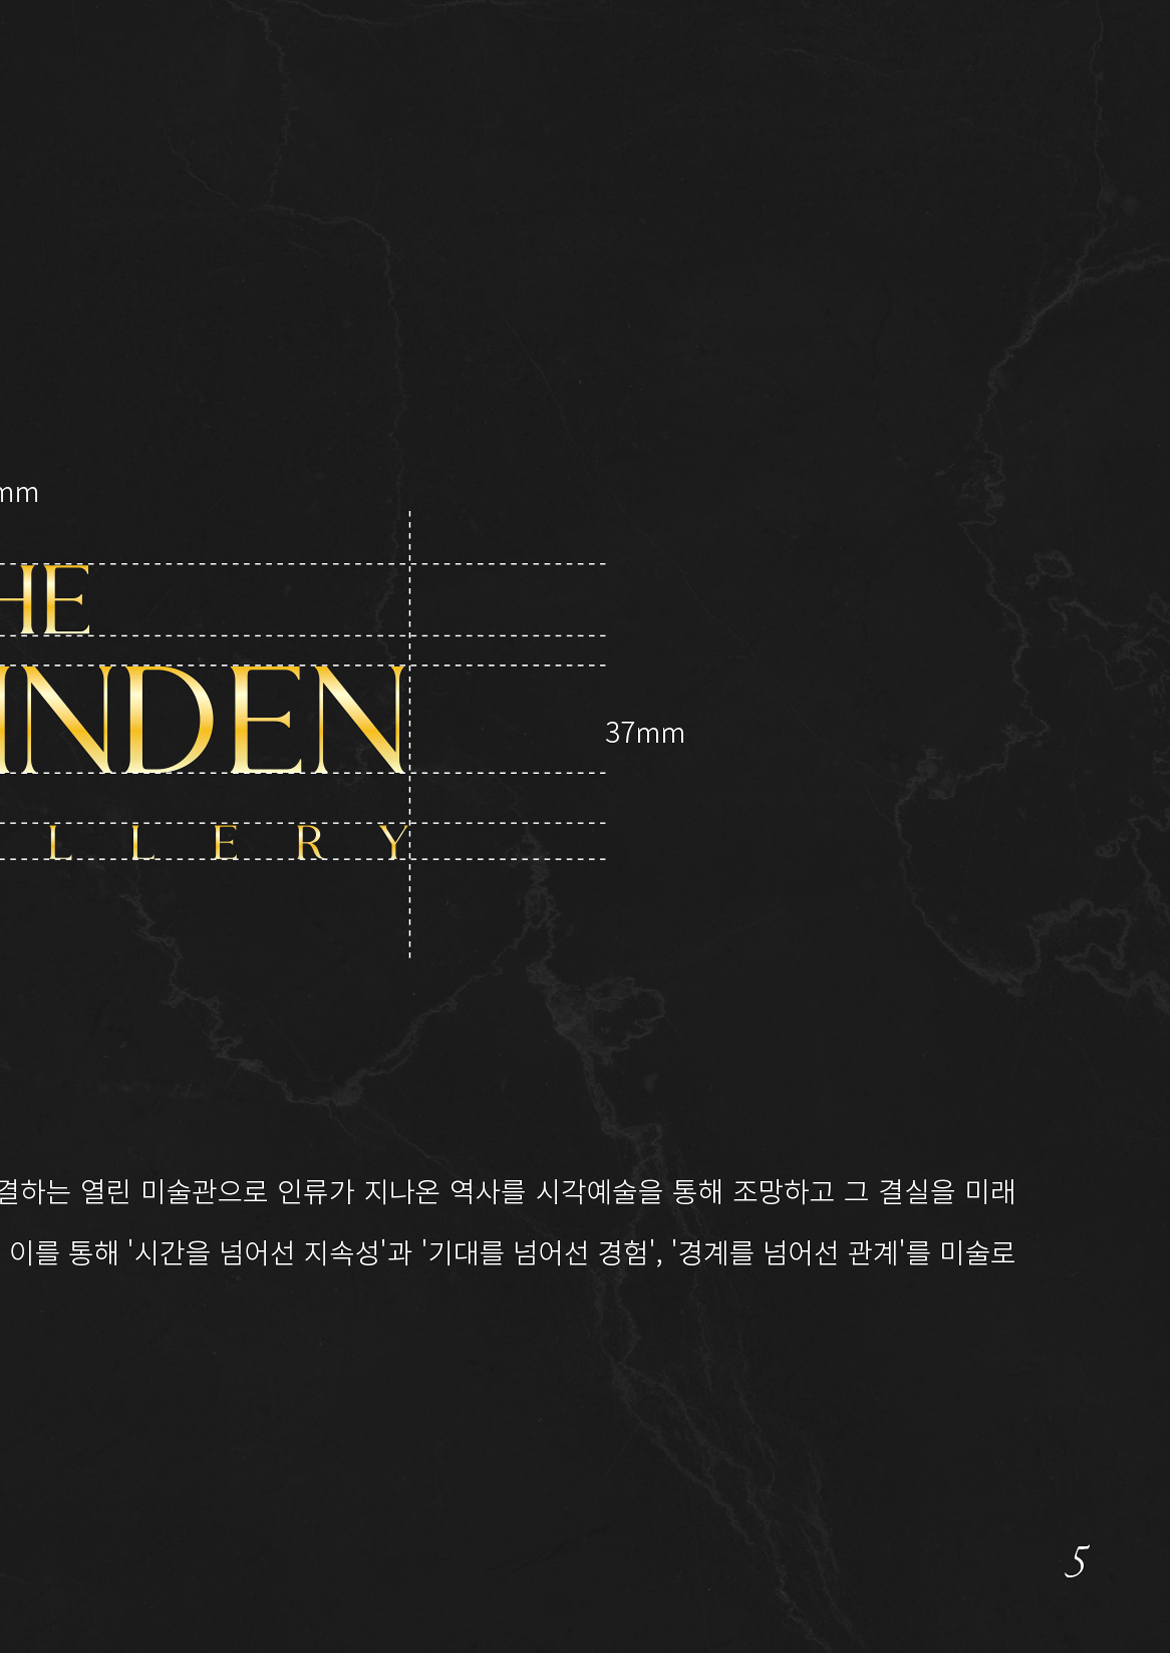 mm
HE
INDEN
37mm
L L E R Y
결하는 열린 미술관으로 인류가 지나온 역사를 시각예술을 통해 조망하고 그 결실을 미래
이를 통해 '시간을 넘어선 지속성'과 '기대를 넘어선 경험', '경계를 넘어선 관계'를 미술로
5